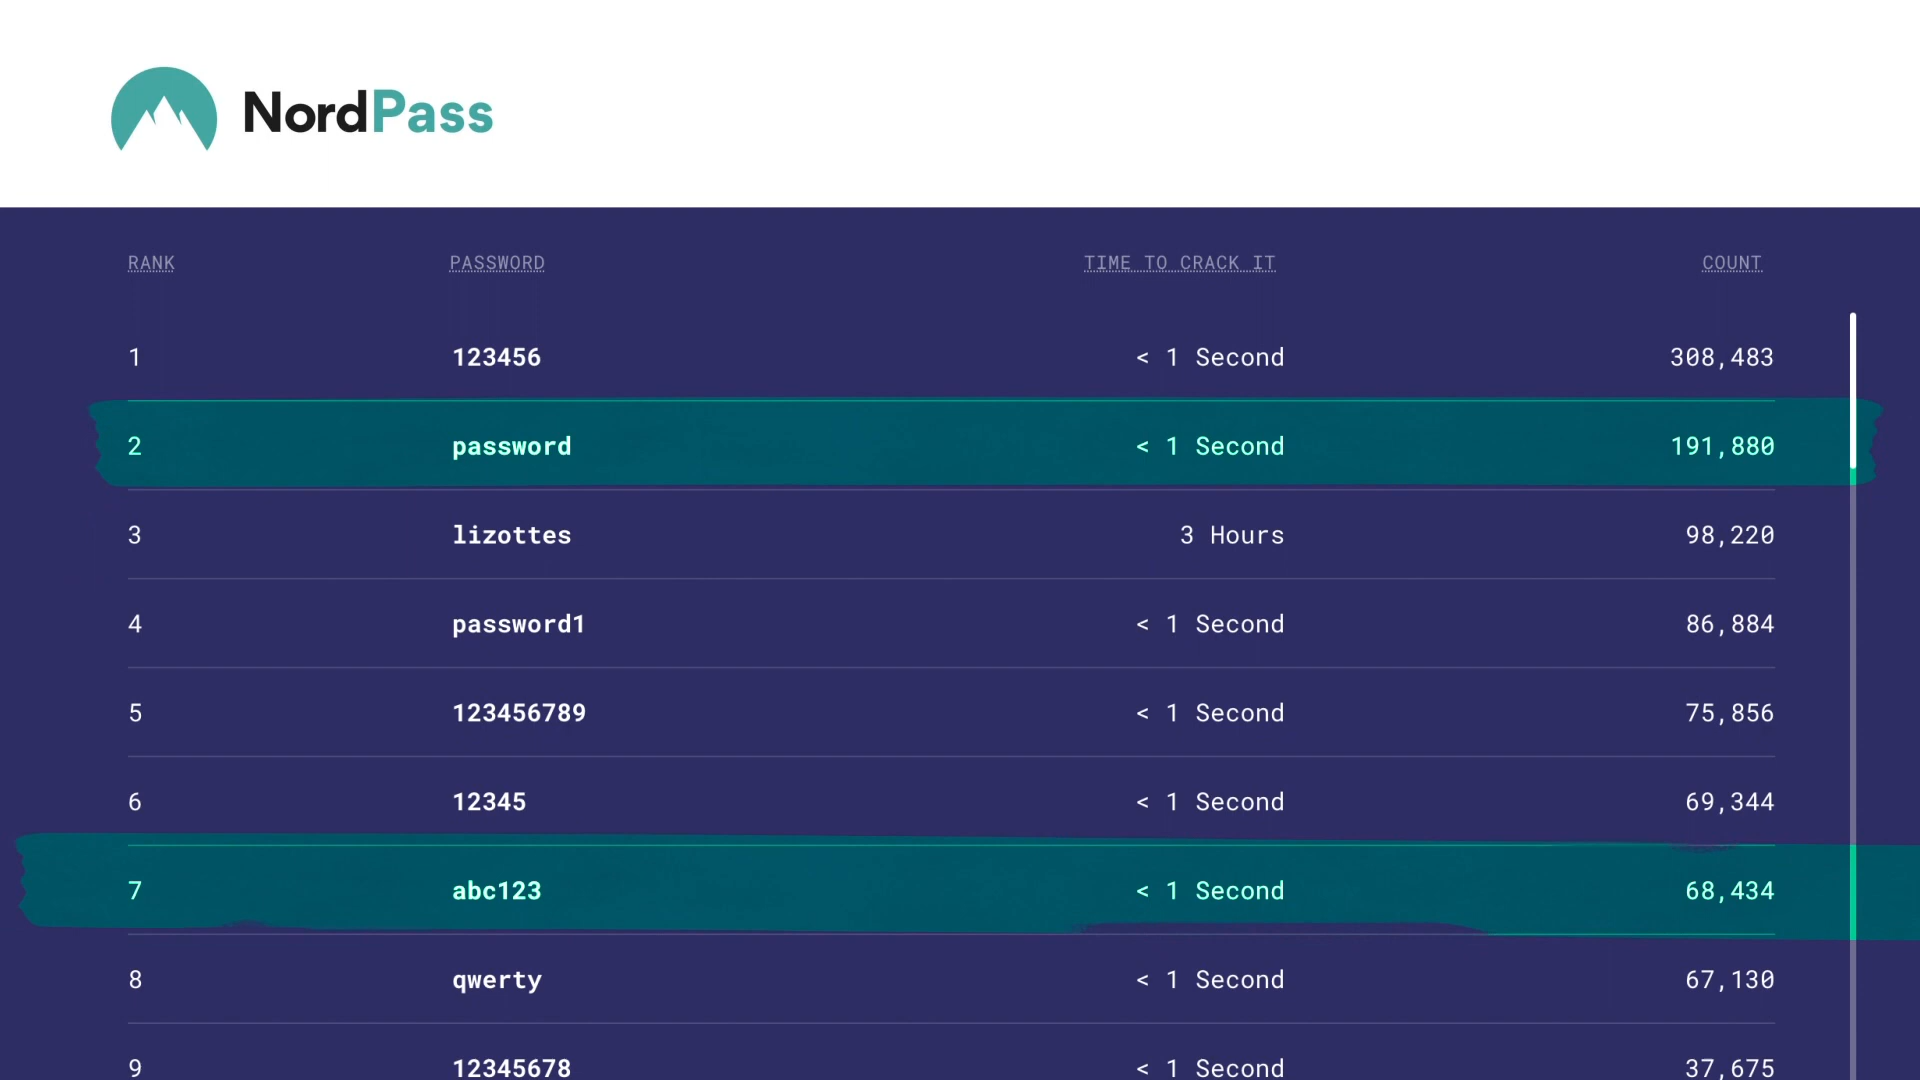 NordPass
RANK PASSWORD TIME TO CRACK IT COUNT
1 123456 < 1 Second 308,483
2 password < 1 Second 191,880
3 lizottes 3 Hours 98,220
4 password1 < 1 Second 86,884
5 123456789 < 1 Second 75,856
6 12345 < 1 Second 69,344
7 abc123 < 1 Second 68,434
8 qwerty < 1 Second 67,130
9 12345678 < 1 Second 37,675